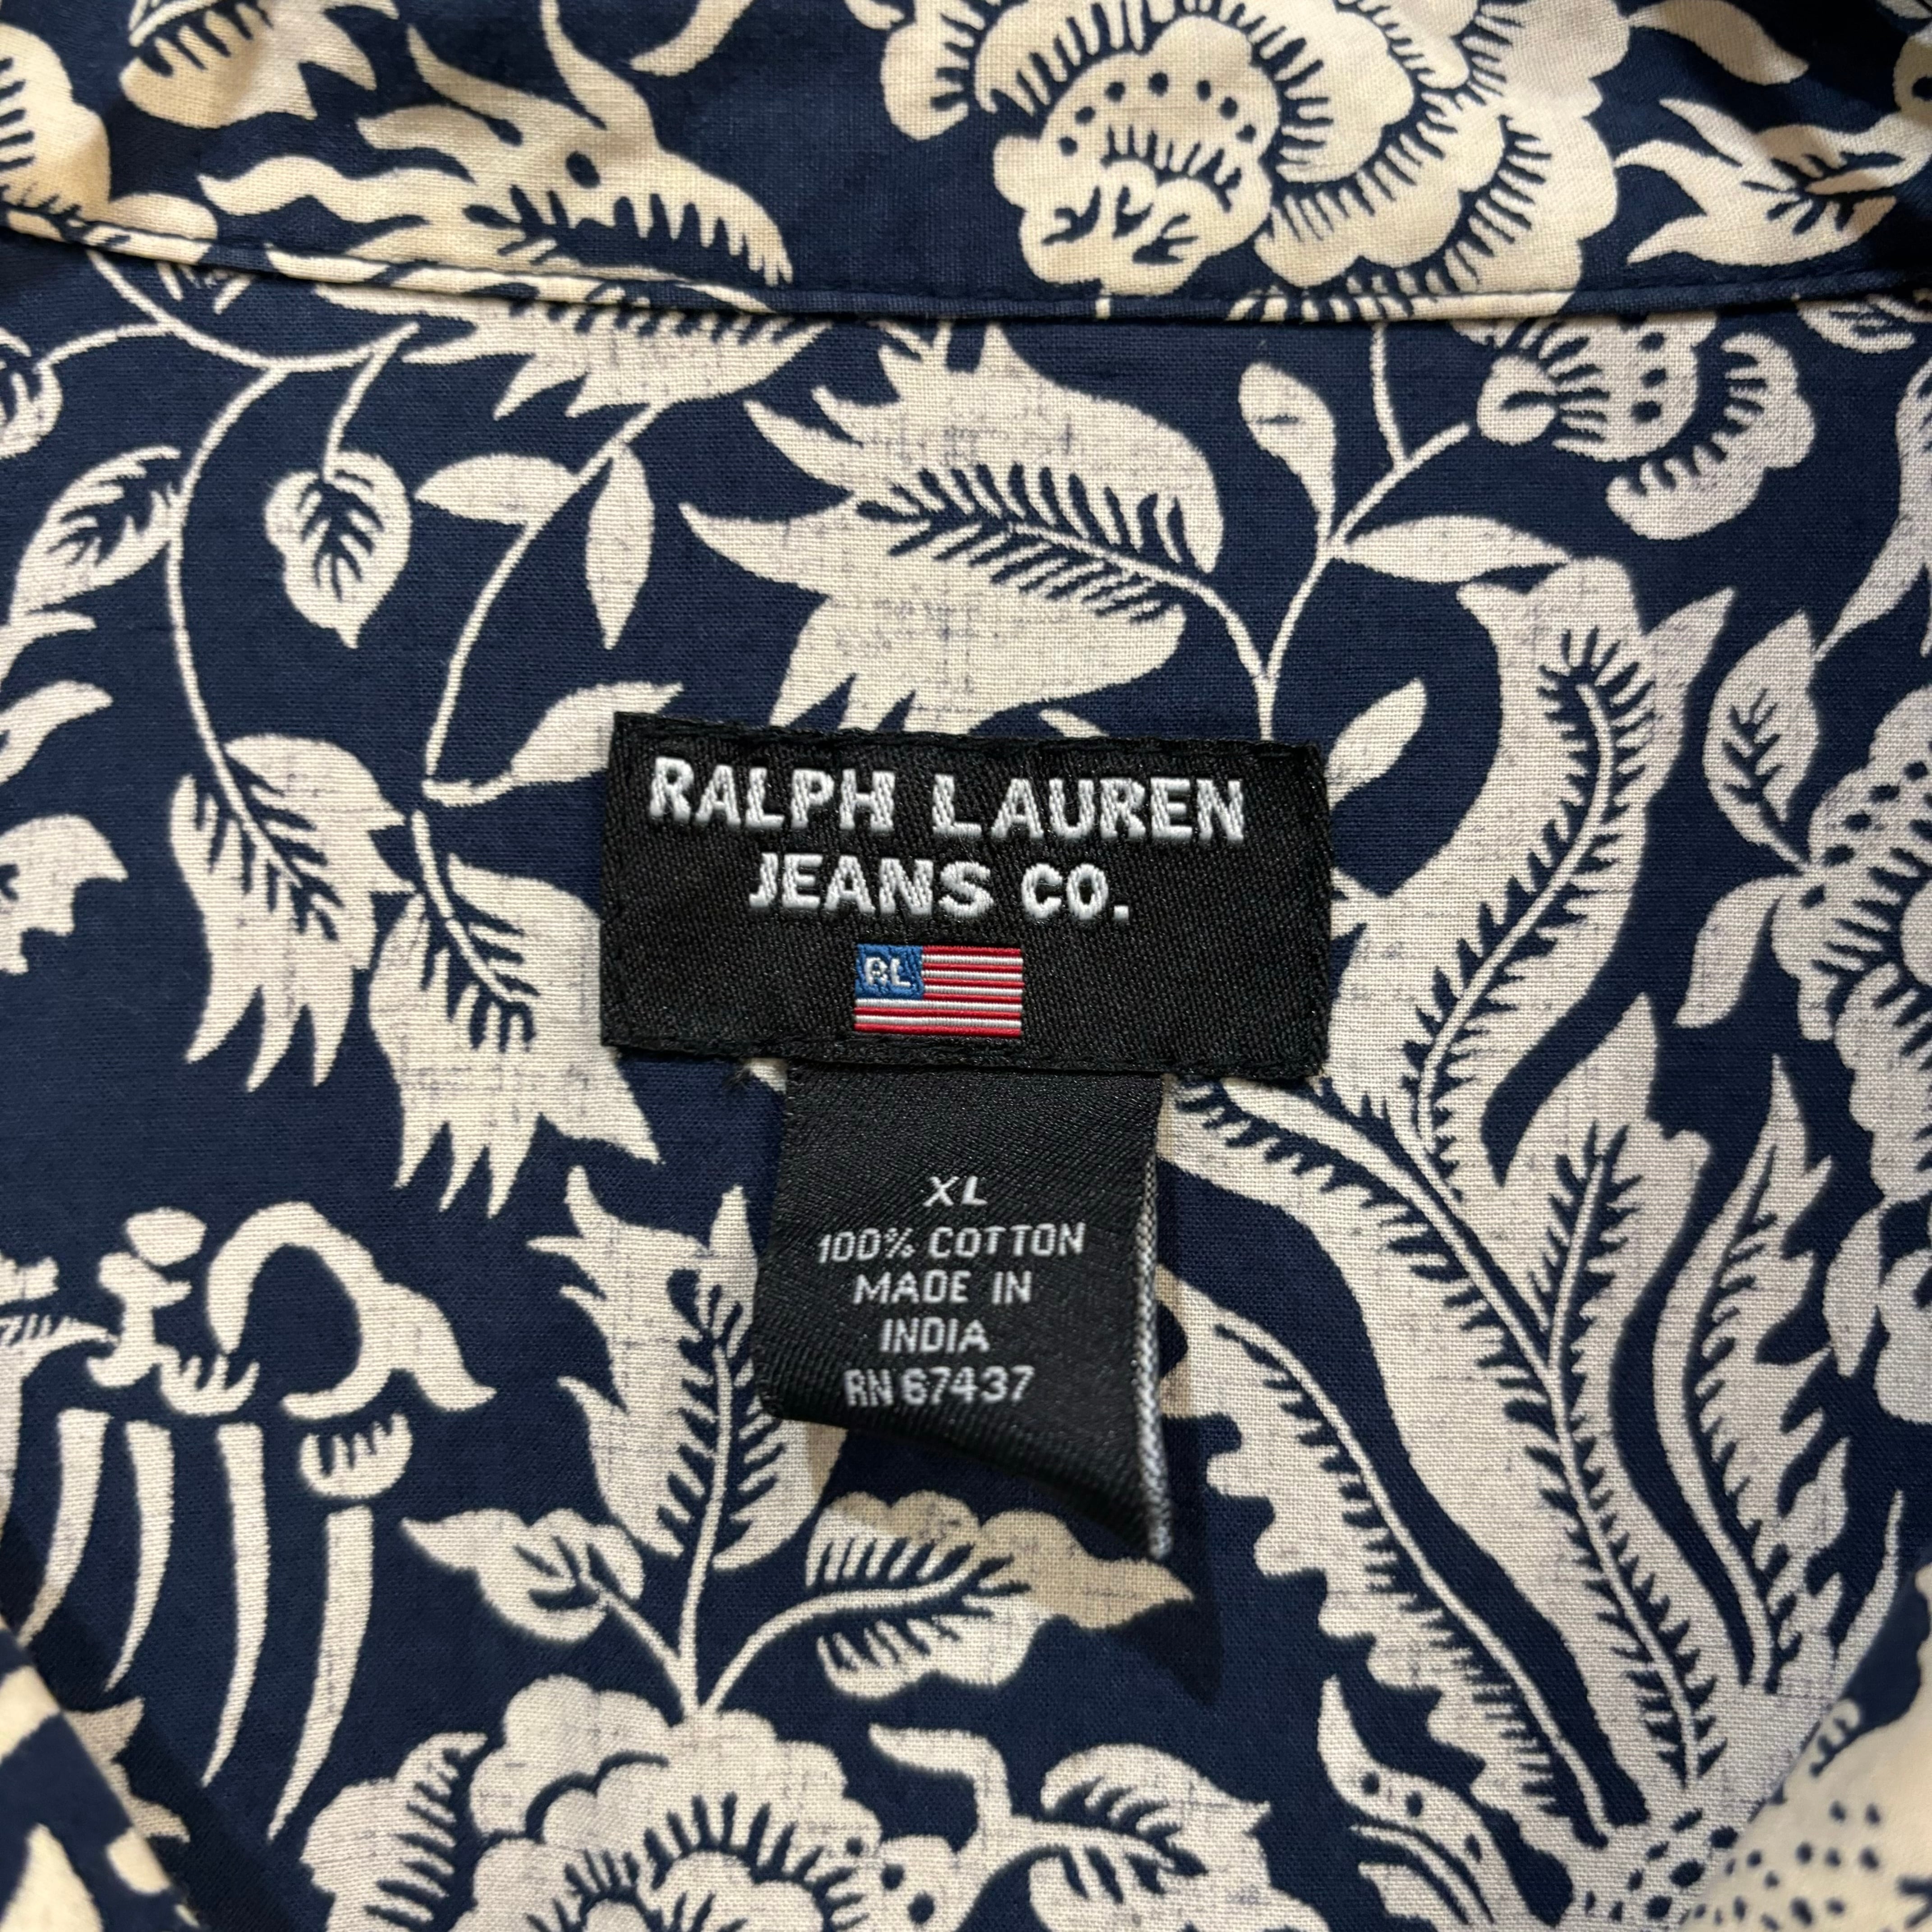 RALPH LAUREN
JEANS CO.
RL
XL
100% COTTON
MADE IN
INDIA
RN 67437